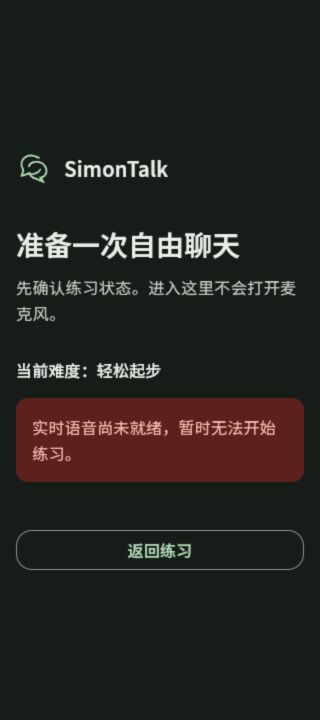 SimonTalk
准备一次自由聊天
先确认练习状态。进入这里不会打开麦
克风。
当前难度：轻松起步
实时语音尚未就绪，暂时无法开始
练习。
返回练习